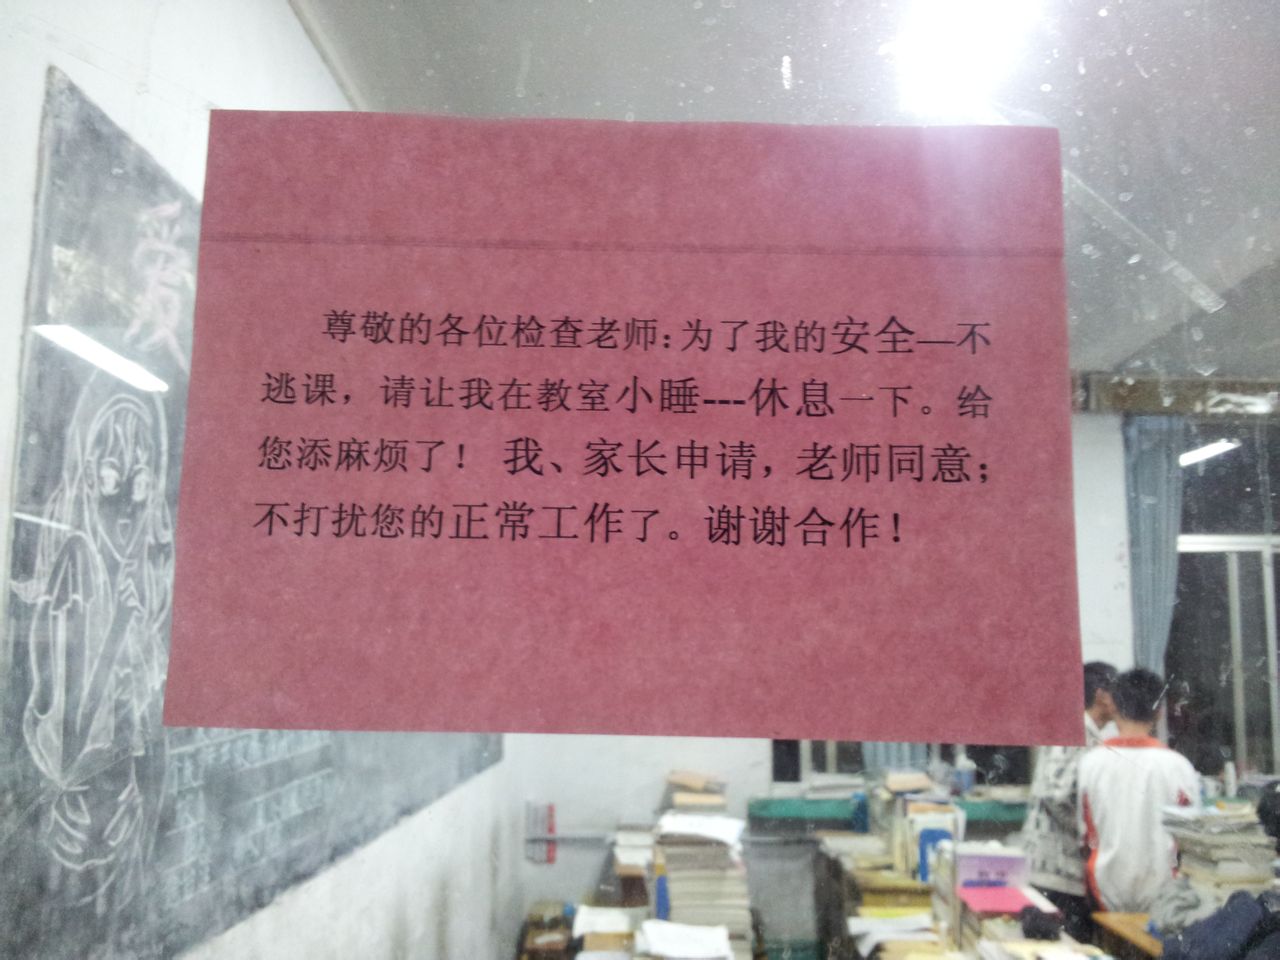 爱
尊敬的各位检查老师:为了我的安全—不
逃课，请让我在教室小睡---休息一下。给
您添麻烦了！ 我、家长申请，老师同意；
不打扰您的正常工作了。谢谢合作！